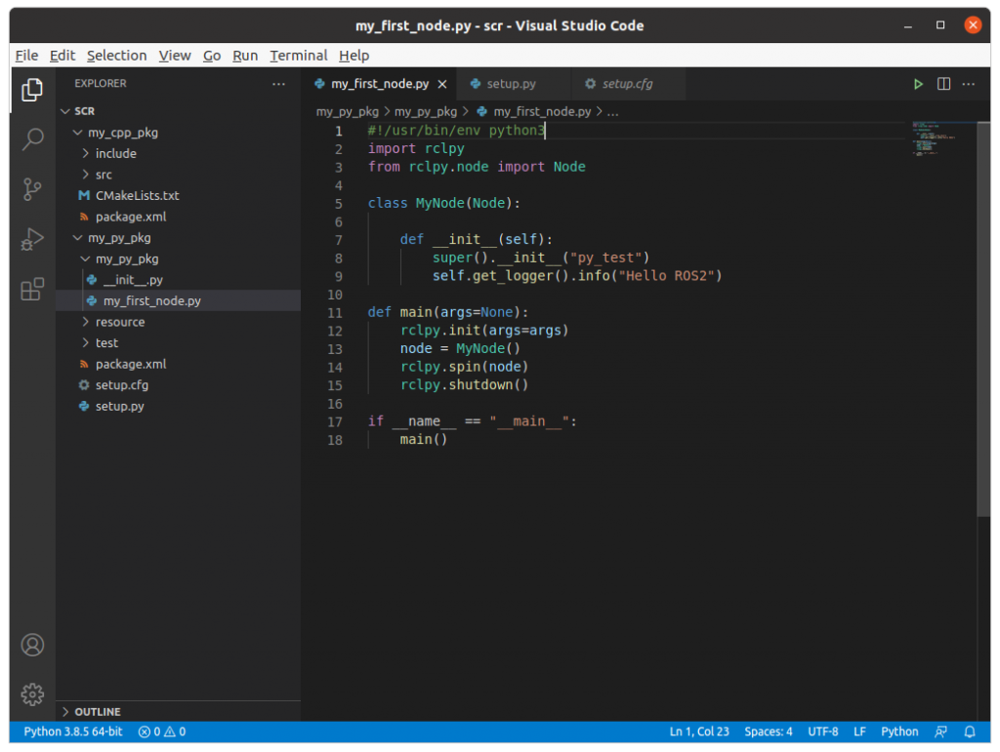 my_first_node.py - scr - Visual Studio Code
File Edit Selection View Go Run Terminal Help
EXPLORER
SCR
my_cpp_pkg
include
src
CMakeLists.txt
package.xml
my_py_pkg
my_py_pkg
__init__.py
my_first_node.py
resource
test
package.xml
setup.cfg
setup.py
OUTLINE
my_first_node.py setup.py setup.cfg
my_py_pkg > my_py_pkg > my_first_node.py > ...
1 #!/usr/bin/env python3
2 import rclpy
3 from rclpy.node import Node
4
5 class MyNode(Node):
6
7     def __init__(self):
8         super().__init__("py_test")
9         self.get_logger().info("Hello ROS2")
10
11 def main(args=None):
12     rclpy.init(args=args)
13     node = MyNode()
14     rclpy.spin(node)
15     rclpy.shutdown()
16
17 if __name__ == "__main__":
18     main()
Python 3.8.5 64-bit 0 0 Ln 1, Col 23 Spaces: 4 UTF-8 LF Python